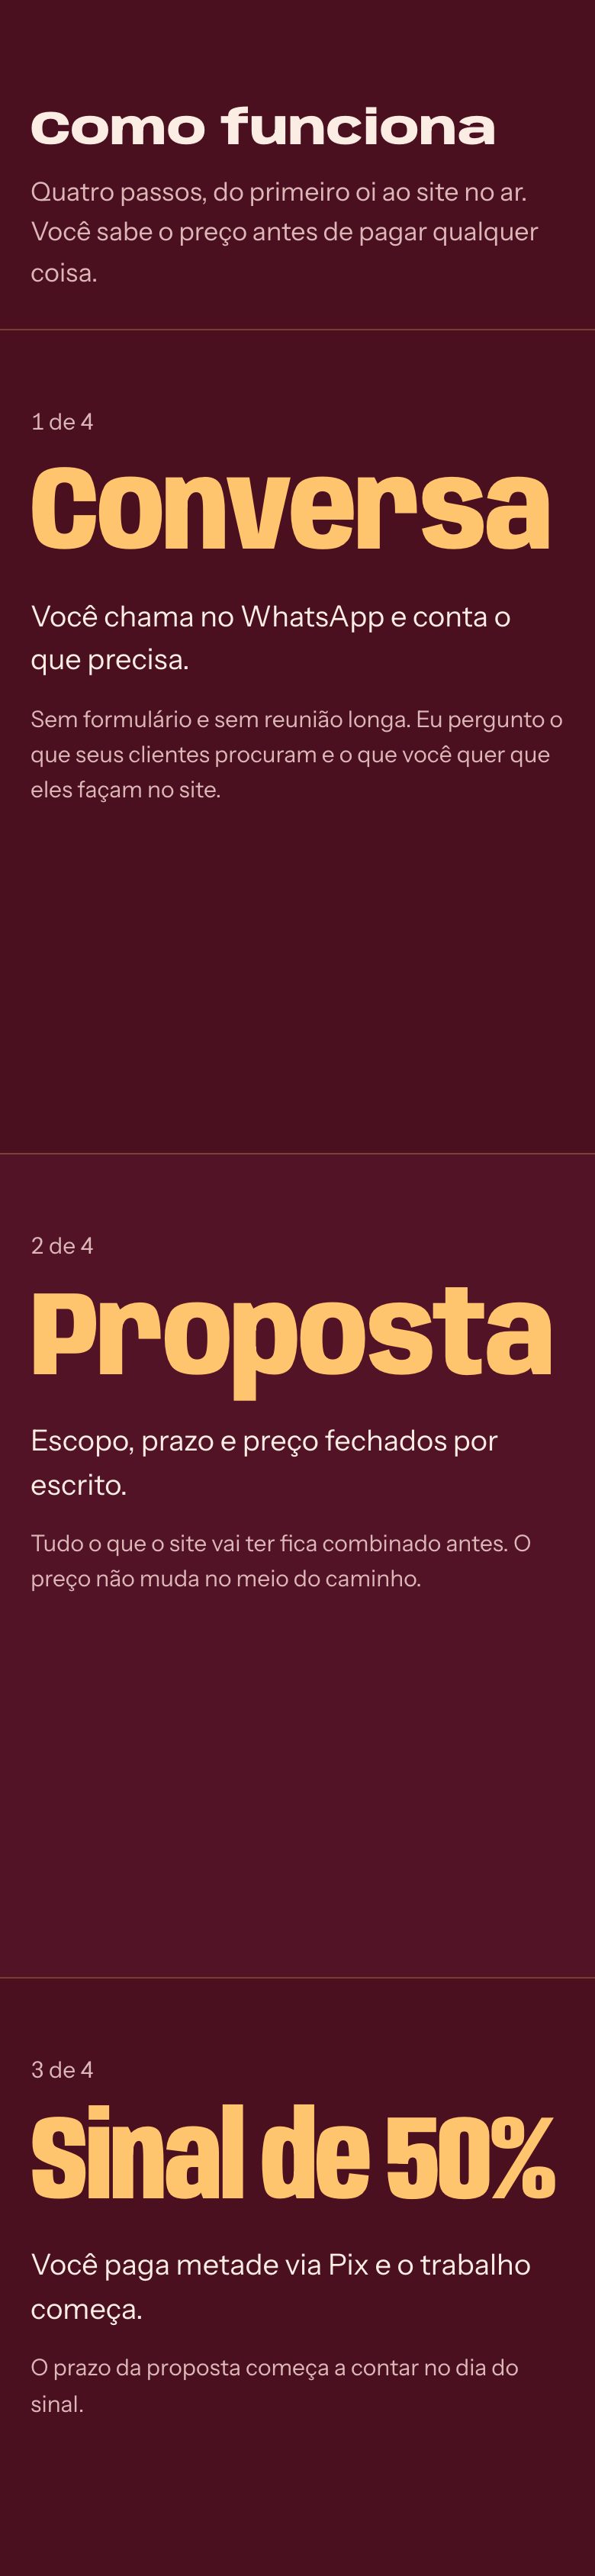 Como funciona
Quatro passos, do primeiro oi ao site no ar.
Você sabe o preço antes de pagar qualquer
coisa.
1 de 4
Conversa
Você chama no WhatsApp e conta o
que precisa.
Sem formulário e sem reunião longa. Eu pergunto o
que seus clientes procuram e o que você quer que
eles façam no site.
2 de 4
Proposta
Escopo, prazo e preço fechados por
escrito.
Tudo o que o site vai ter fica combinado antes. O
preço não muda no meio do caminho.
3 de 4
Sinal de 50%
Você paga metade via Pix e o trabalho
começa.
O prazo da proposta começa a contar no dia do
sinal.